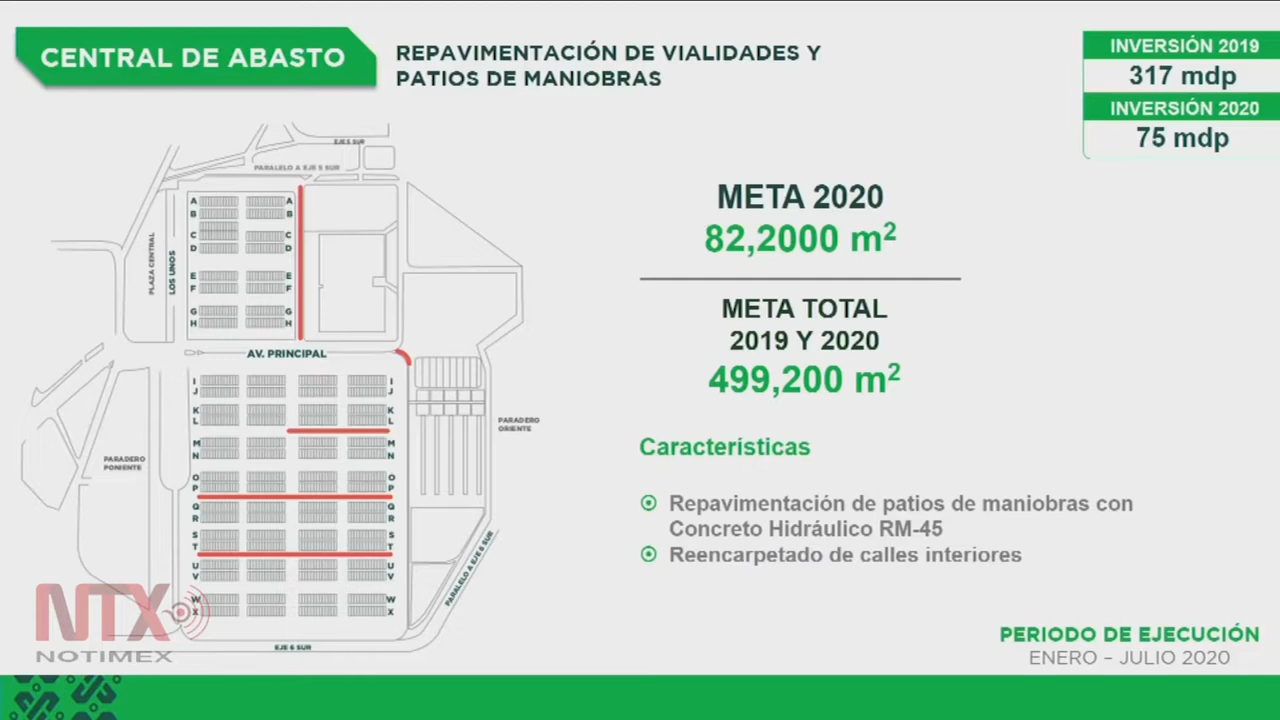 CENTRAL DE ABASTO
REPAVIMENTACIÓN DE VIALIDADES Y
PATIOS DE MANIOBRAS
INVERSIÓN 2019
317 mdp
INVERSIÓN 2020
75 mdp
EJE 5 SUR
PARALELO A EJE 5 SUR
A A
B B
C C
D D
E E
F F
G G
H H
PLAZA CENTRAL
LOS UNOS
AV. PRINCIPAL
I I
J J
K K
L L
M M
N N
O O
P P
Q Q
R R
S S
T T
U U
V V
W W
X X
PARADERO
PONIENTE
PARADERO
ORIENTE
PARALELO A EJE 6 SUR
EJE 6 SUR
META 2020
82,2000 m²
META TOTAL
2019 Y 2020
499,200 m²
Características
Repavimentación de patios de maniobras con
Concreto Hidráulico RM-45
Reencarpetado de calles interiores
PERIODO DE EJECUCIÓN
ENERO – JULIO 2020
NTX
NOTIMEX